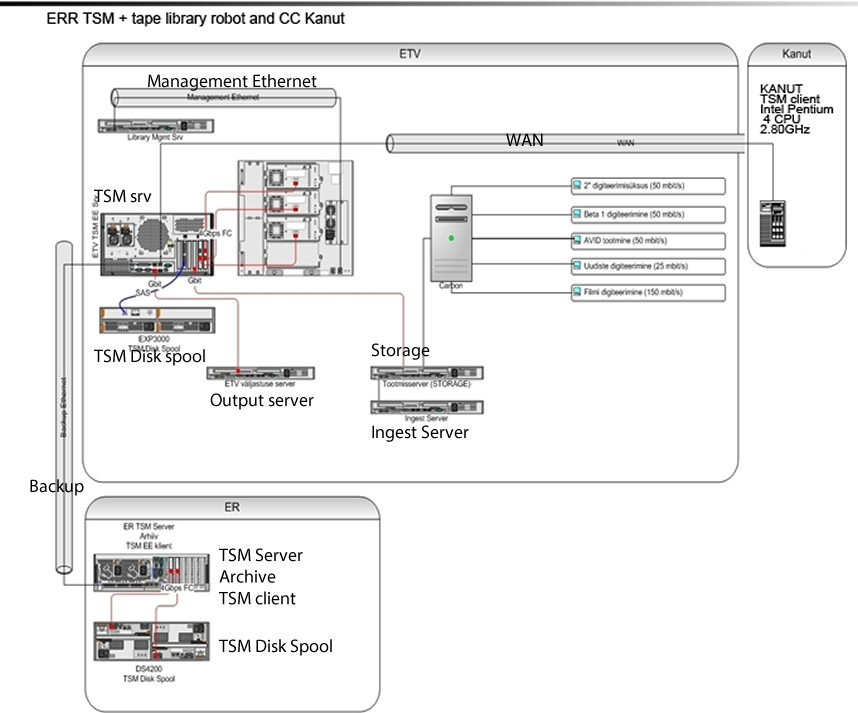 ERR TSM + tape library robot and CC Kanut
ETV
Kanut
Management Ethernet
Management Ethernet
Library Mgmt Srv
KANUT
TSM client
Intel Pentium
4 CPU
2.80GHz
WAN
WAN
TSM srv
ETV TSM EE
4Gbps FC
2" digiteerimisüksus (50 mbit/s)
Beta 1 digiteerimine (50 mbit/s)
AVID tootmine (50 mbit/s)
Uudiste digiteerimine (25 mbit/s)
Filmi digiteerimine (150 mbit/s)
Carbon
Gbit
Gbit
SAS
EXP3000
TSM Disk Spool
TSM Disk spool
ETV väljastuse server
Output server
Storage
Tootmisserver (STORAGE)
Ingest Server
Ingest Server
Backup Ethernet
Backup
ER
ER TSM Server
Arhiiv
TSM EE klient
TSM Server
Archive
TSM client
4Gbps FC
TSM Disk Spool
DS4200
TSM Disk Spool